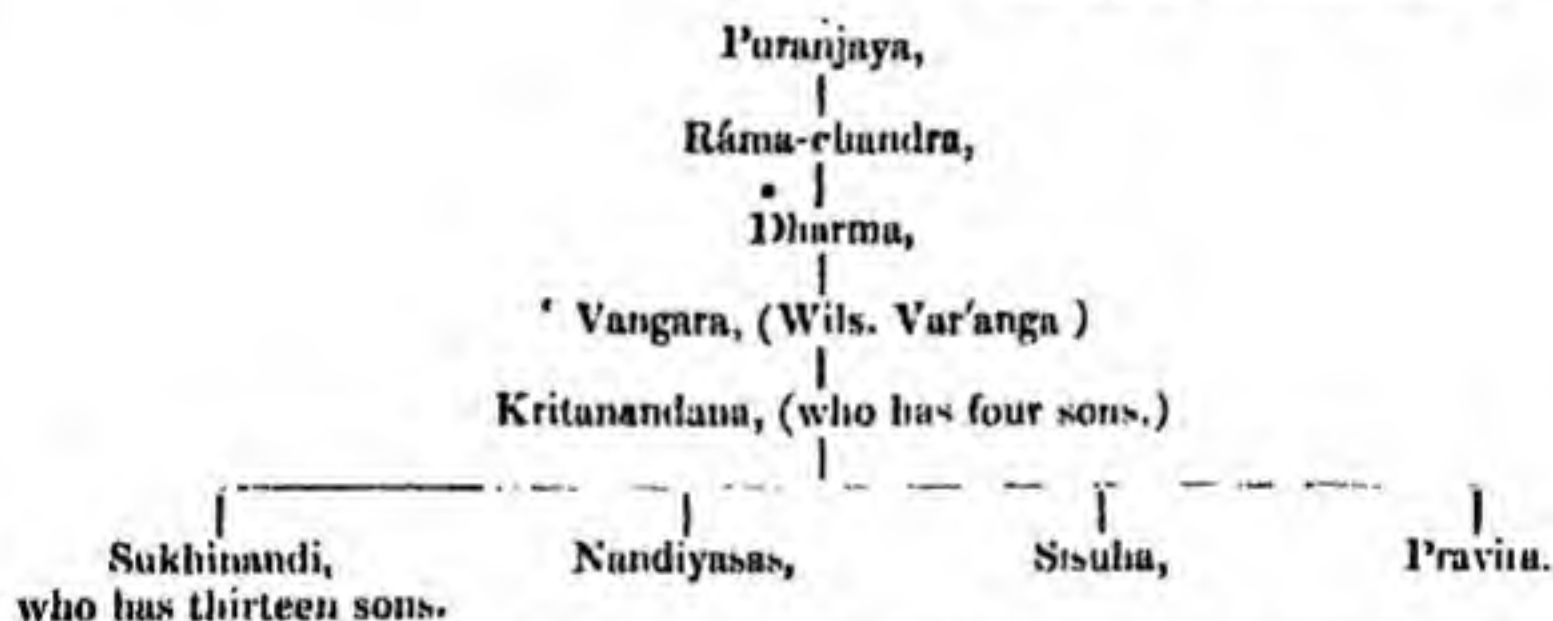 Puranjaya,
Ráma-chandra,
Dharma,
Vangara, (Wils. Var'anga )
Kritanandana, (who has four sons.)
Sukhinandi, Nandiyasas, Sisuha, Pravira.
who has thirteen sons.